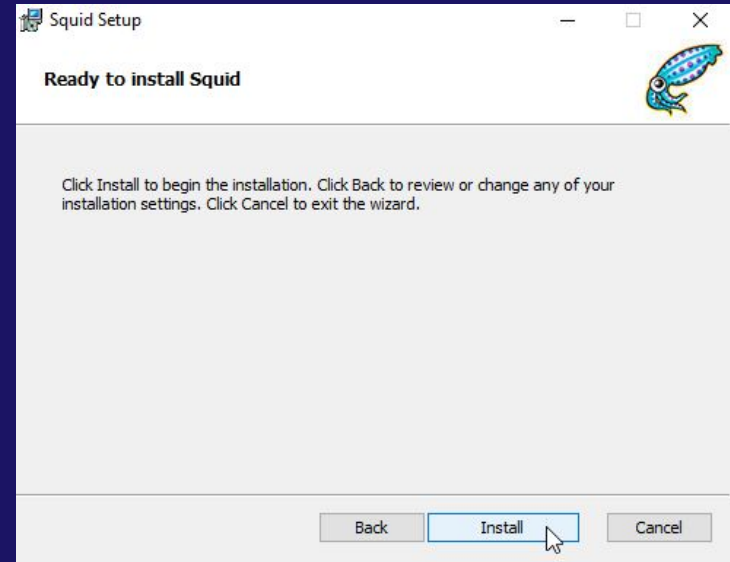 Squid Setup
Ready to install Squid
Click Install to begin the installation. Click Back to review or change any of your
installation settings. Click Cancel to exit the wizard.
Back Install Cancel